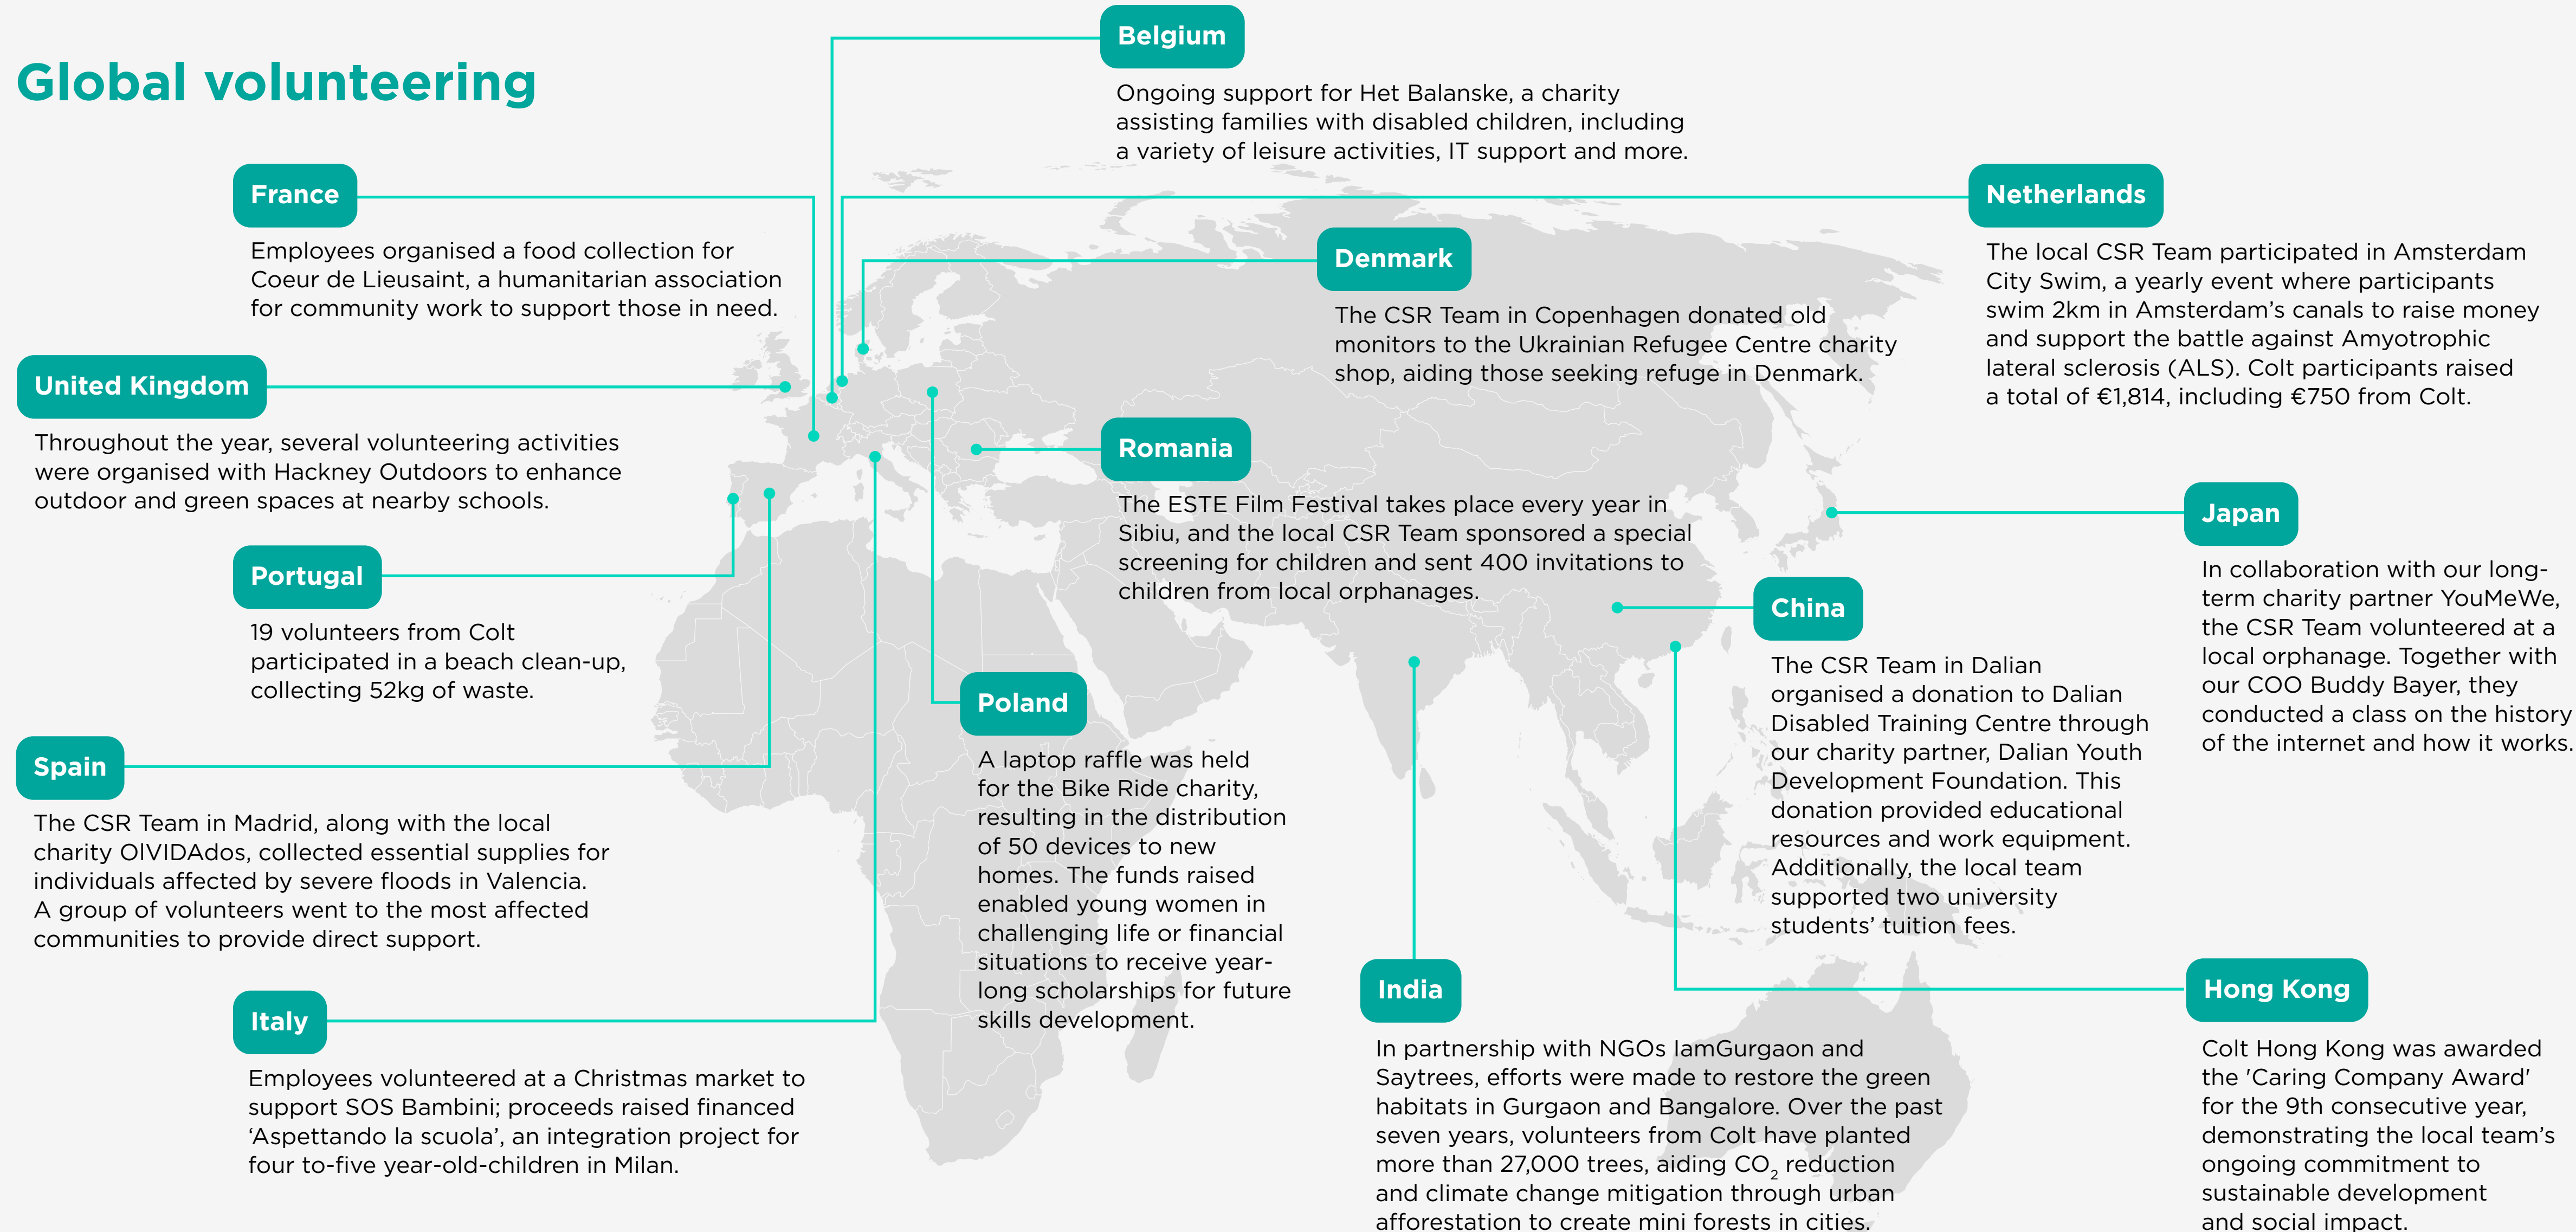 Global volunteering
Belgium
Ongoing support for Het Balanske, a charity
assisting families with disabled children, including
a variety of leisure activities, IT support and more.
France
Employees organised a food collection for
Coeur de Lieusaint, a humanitarian association
for community work to support those in need.
Netherlands
The local CSR Team participated in Amsterdam
City Swim, a yearly event where participants
swim 2km in Amsterdam’s canals to raise money
and support the battle against Amyotrophic
lateral sclerosis (ALS). Colt participants raised
a total of €1,814, including €750 from Colt.
Denmark
The CSR Team in Copenhagen donated old
monitors to the Ukrainian Refugee Centre charity
shop, aiding those seeking refuge in Denmark.
United Kingdom
Throughout the year, several volunteering activities
were organised with Hackney Outdoors to enhance
outdoor and green spaces at nearby schools.
Romania
The ESTE Film Festival takes place every year in
Sibiu, and the local CSR Team sponsored a special
screening for children and sent 400 invitations to
children from local orphanages.
Japan
In collaboration with our long-
term charity partner YouMeWe,
the CSR Team volunteered at a
local orphanage. Together with
our COO Buddy Bayer, they
conducted a class on the history
of the internet and how it works.
Portugal
19 volunteers from Colt
participated in a beach clean-up,
collecting 52kg of waste.
China
The CSR Team in Dalian
organised a donation to Dalian
Disabled Training Centre through
our charity partner, Dalian Youth
Development Foundation. This
donation provided educational
resources and work equipment.
Additionally, the local team
supported two university
students’ tuition fees.
Poland
A laptop raffle was held
for the Bike Ride charity,
resulting in the distribution
of 50 devices to new
homes. The funds raised
enabled young women in
challenging life or financial
situations to receive year-
long scholarships for future
skills development.
Spain
The CSR Team in Madrid, along with the local
charity OlVIDAdos, collected essential supplies for
individuals affected by severe floods in Valencia.
A group of volunteers went to the most affected
communities to provide direct support.
Italy
Employees volunteered at a Christmas market to
support SOS Bambini; proceeds raised financed
‘Aspettando la scuola’, an integration project for
four to-five year-old-children in Milan.
India
In partnership with NGOs IamGurgaon and
Saytrees, efforts were made to restore the green
habitats in Gurgaon and Bangalore. Over the past
seven years, volunteers from Colt have planted
more than 27,000 trees, aiding CO₂ reduction
and climate change mitigation through urban
afforestation to create mini forests in cities.
Hong Kong
Colt Hong Kong was awarded
the 'Caring Company Award'
for the 9th consecutive year,
demonstrating the local team’s
ongoing commitment to
sustainable development
and social impact.